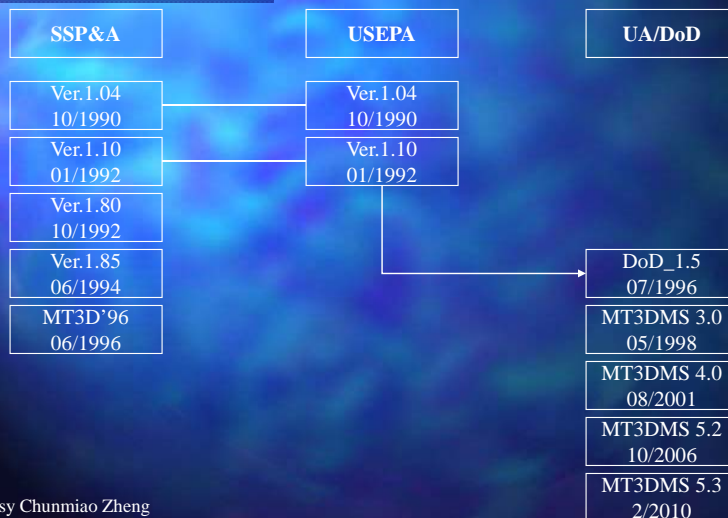 SSP&A
USEPA
UA/DoD
Ver.1.04
10/1990
Ver.1.10
01/1992
Ver.1.80
10/1992
Ver.1.85
06/1994
MT3D’96
06/1996
Ver.1.04
10/1990
Ver.1.10
01/1992
DoD_1.5
07/1996
MT3DMS 3.0
05/1998
MT3DMS 4.0
08/2001
MT3DMS 5.2
10/2006
MT3DMS 5.3
2/2010
Chunmiao Zheng